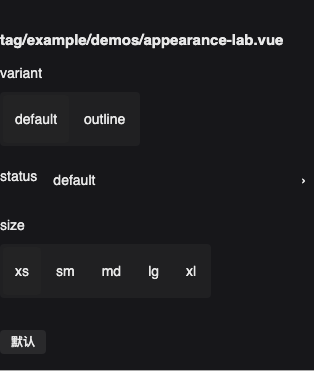 tag/example/demos/appearance-lab.vue
variant
default outline
status default ›
size
xs sm md lg xl
默认